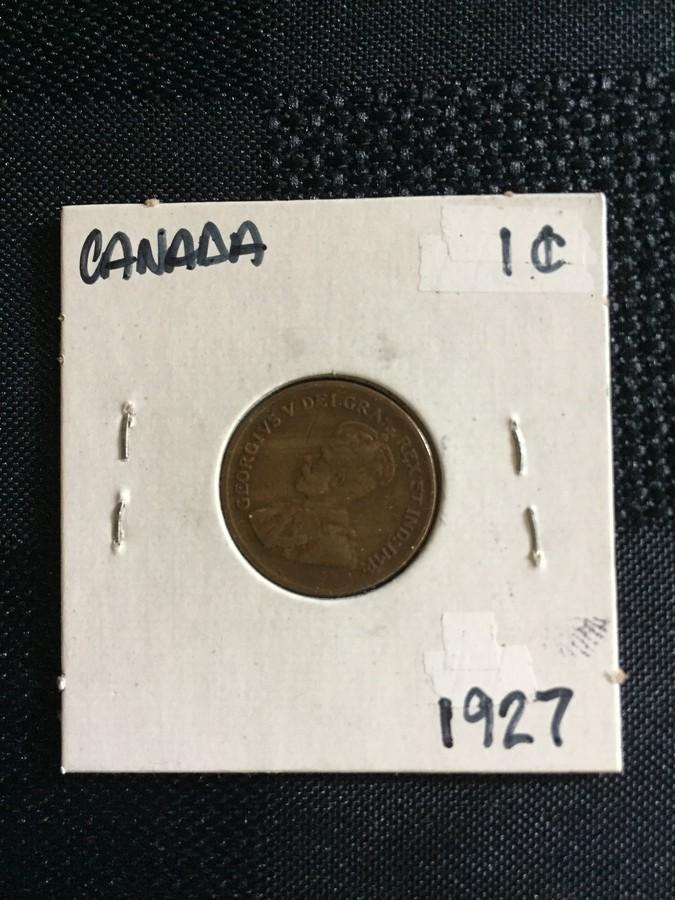 CANADA 1¢
GEORGIVS V DEI GRA: REX ET IND:IMP:
1927